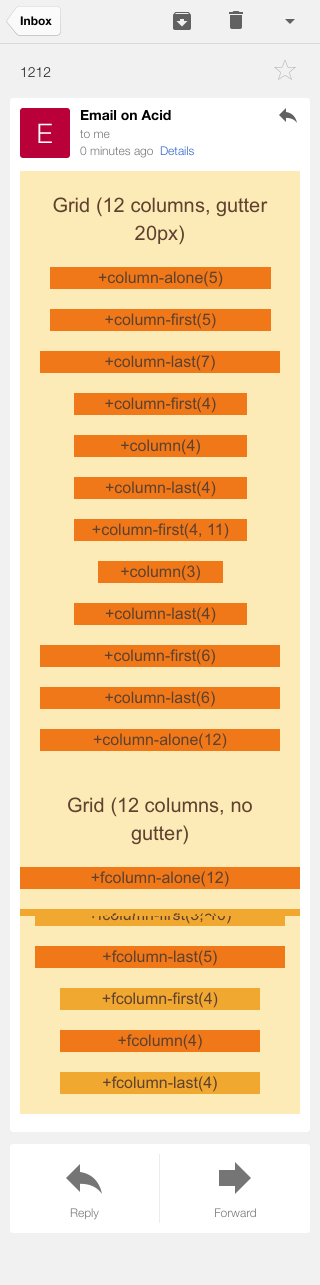 Inbox
1212
E
Email on Acid
to me
0 minutes ago Details
Grid (12 columns, gutter
20px)
+column-alone(5)
+column-first(5)
+column-last(7)
+column-first(4)
+column(4)
+column-last(4)
+column-first(4, 11)
+column(3)
+column-last(4)
+column-first(6)
+column-last(6)
+column-alone(12)
Grid (12 columns, no
gutter)
+fcolumn-alone(12)
+fcolumn-last(5)
+fcolumn-first(4)
+fcolumn(4)
+fcolumn-last(4)
Reply
Forward